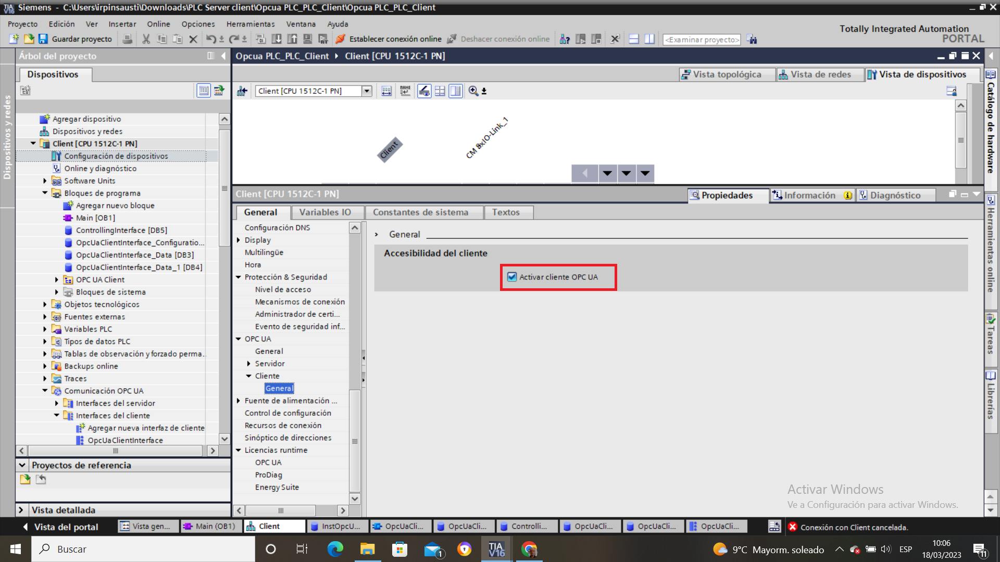 Siemens - C:\Users\irpinsausti\Downloads\PLC Server client\Opcua PLC_PLC_Client\Opcua PLC_PLC_Client
Proyecto Edición Ver Insertar Online Opciones Herramientas Ventana Ayuda
Totally Integrated Automation
PORTAL
Guardar proyecto Establecer conexión online Deshacer conexión online <Examinar proyecto>
Árbol del proyecto
Opcua PLC_PLC_Client Client [CPU 1512C-1 PN]
Dispositivos
Vista topológica Vista de redes Vista de dispositivos
Client [CPU 1512C-1 PN]
Dispositivos y redes
Agregar dispositivo
Dispositivos y redes
Client [CPU 1512C-1 PN]
Configuración de dispositivos
Online y diagnóstico
Software Units
Bloques de programa
Agregar nuevo bloque
Main [OB1]
ControllingInterface [DB5]
OpcUaClientInterface_Configuratio...
OpcUaClientInterface_Data [DB3]
OpcUaClientInterface_Data_1 [DB4]
OPC UA Client
Bloques de sistema
Objetos tecnológicos
Fuentes externas
Variables PLC
Tipos de datos PLC
Tablas de observación y forzado perma..
Backups online
Traces
Comunicación OPC UA
Interfaces del servidor
Interfaces del cliente
Agregar nueva interfaz de cliente
OpcUaClientInterface
Proyectos de referencia
Vista detallada
Client
CM 8xIO-Link_1
Client [CPU 1512C-1 PN]
Propiedades Información Diagnóstico
General Variables IO Constantes de sistema Textos
Configuración DNS
Display
Multilingüe
Hora
Protección & Seguridad
Nivel de acceso
Mecanismos de conexión
Administrador de certi...
Evento de seguridad inf...
OPC UA
General
Servidor
Cliente
General
Fuente de alimentación ...
Control de configuración
Recursos de conexión
Sinóptico de direcciones
Licencias runtime
OPC UA
ProDiag
Energy Suite
General
Accesibilidad del cliente
Activar cliente OPC UA
Catálogo de hardware
Herramientas online
Tareas
Librerías
Activar Windows
Ve a Configuración para activar Windows.
Vista del portal Vista gen... Main (OB1) Client InstOpcU... OpcUaCli... OpcUaCli... Controlli... OpcUaCli... OpcUaCli... OpcUaCli... Conexión con Client cancelada.
Buscar
TIA
V16
1
9°C Mayorm. soleado
ESP
10:06
18/03/2023
11